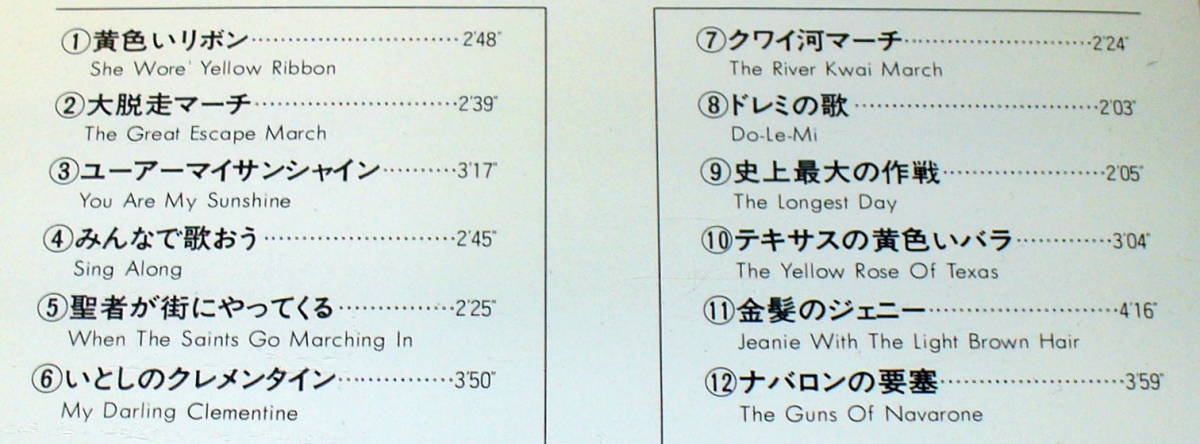 ①黄色いリボン……………………2'48"
She Wore' Yellow Ribbon
②大脱走マーチ……………………2'39"
The Great Escape March
③ユーアーマイサンシャイン………3'17"
You Are My Sunshine
④みんなで歌おう…………………2'45"
Sing Along
⑤聖者が街にやってくる……………2'25"
When The Saints Go Marching In
⑥いとしのクレメンタイン……………3'50"
My Darling Clementine
⑦クワイ河マーチ…………………2'24"
The River Kwai March
⑧ドレミの歌………………………2'03"
Do-Le-Mi
⑨史上最大の作戦…………………2'05"
The Longest Day
⑩テキサスの黄色いバラ……………3'04"
The Yellow Rose Of Texas
⑪金髪のジェニー…………………4'16"
Jeanie With The Light Brown Hair
⑫ナバロンの要塞…………………3'59"
The Guns Of Navarone